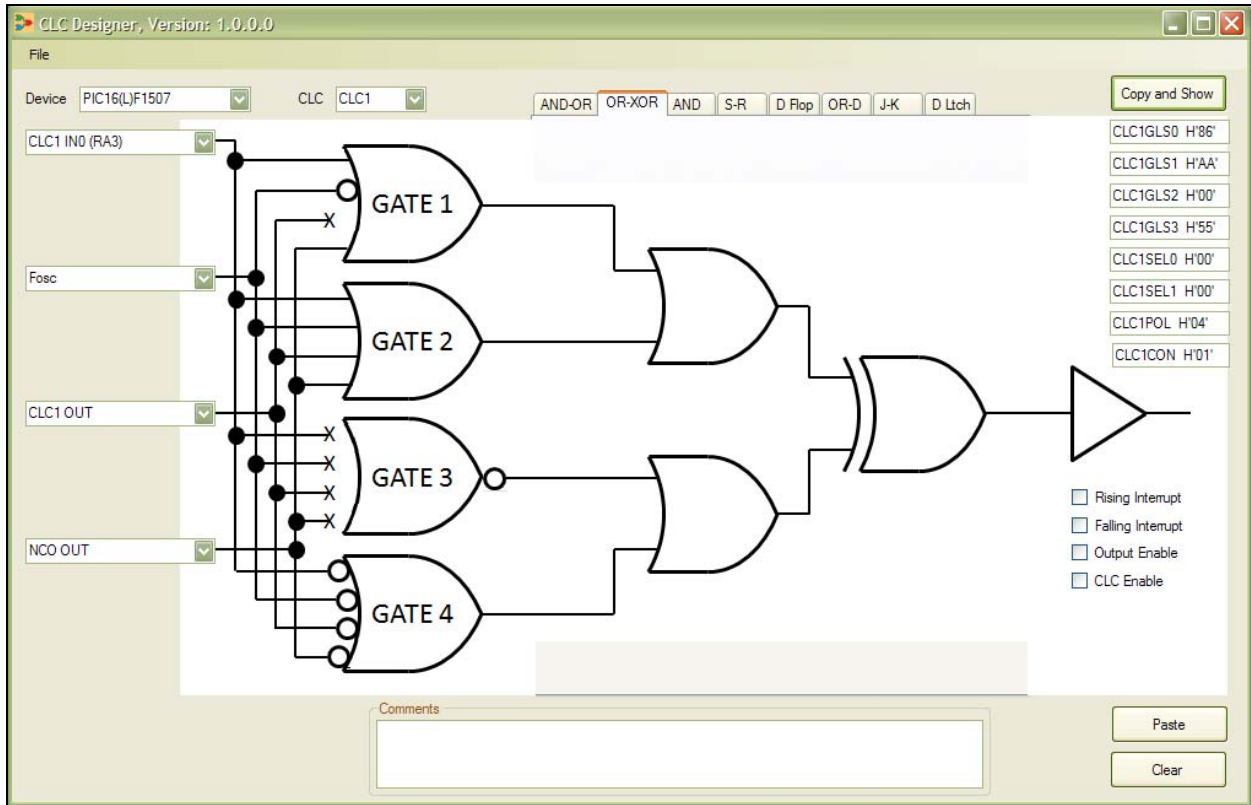 CLC Designer, Version: 1.0.0.0
File
Device PIC16(L)F1507 CLC CLC1
AND-OR OR-XOR AND S-R D Flop OR-D J-K D Ltch
Copy and Show
CLC1 IN0 (RA3)
Fosc
CLC1 OUT
NCO OUT
X
GATE 1
GATE 2
X
X
X
X
GATE 3
GATE 4
CLC1GLS0 H'86'
CLC1GLS1 H'AA'
CLC1GLS2 H'00'
CLC1GLS3 H'55'
CLC1SEL0 H'00'
CLC1SEL1 H'00'
CLC1POL H'04'
CLC1CON H'01'
Rising Interrupt
Falling Interrupt
Output Enable
CLC Enable
Comments
Paste
Clear